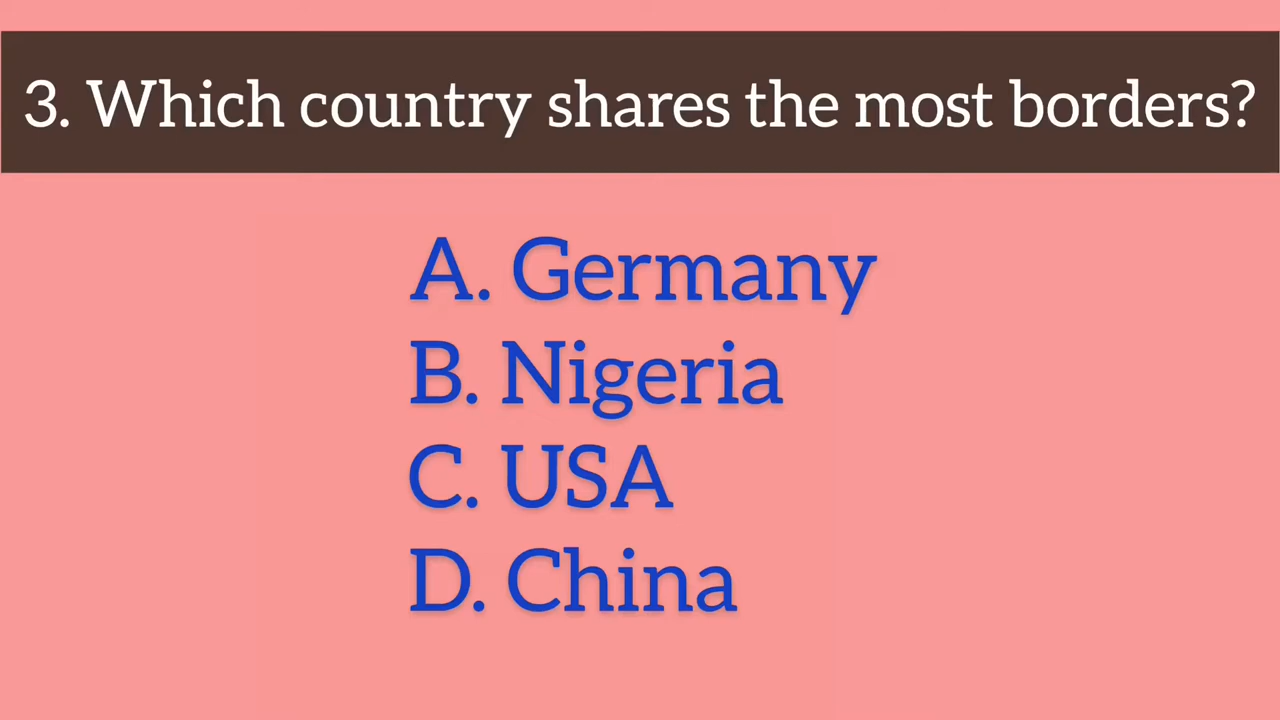 3. Which country shares the most borders?
A. Germany
B. Nigeria
C. USA
D. China